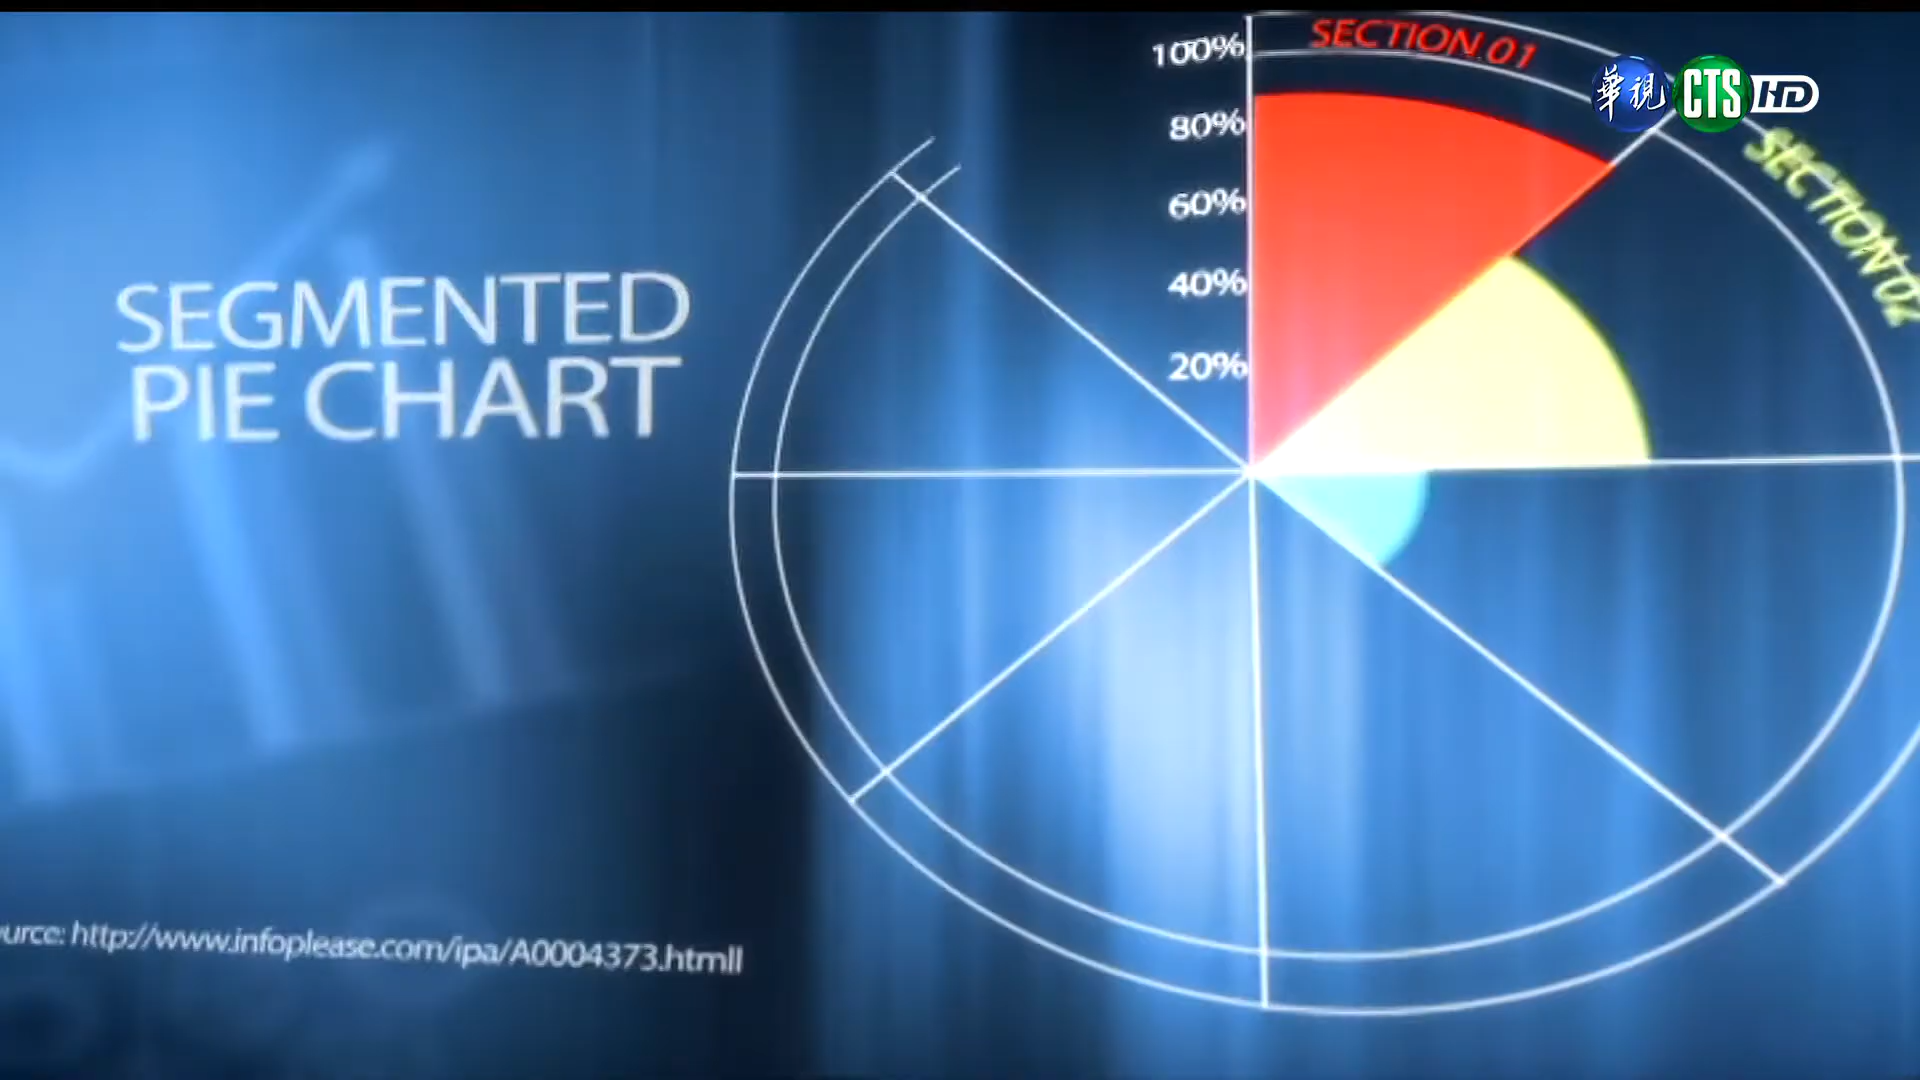 100%
SECTION 01
華視 CTS HD
80%
SECTION 02
60%
40%
20%
SEGMENTED
PIE CHART
urce: http://www.infoplease.com/ipa/A0004373.htmll